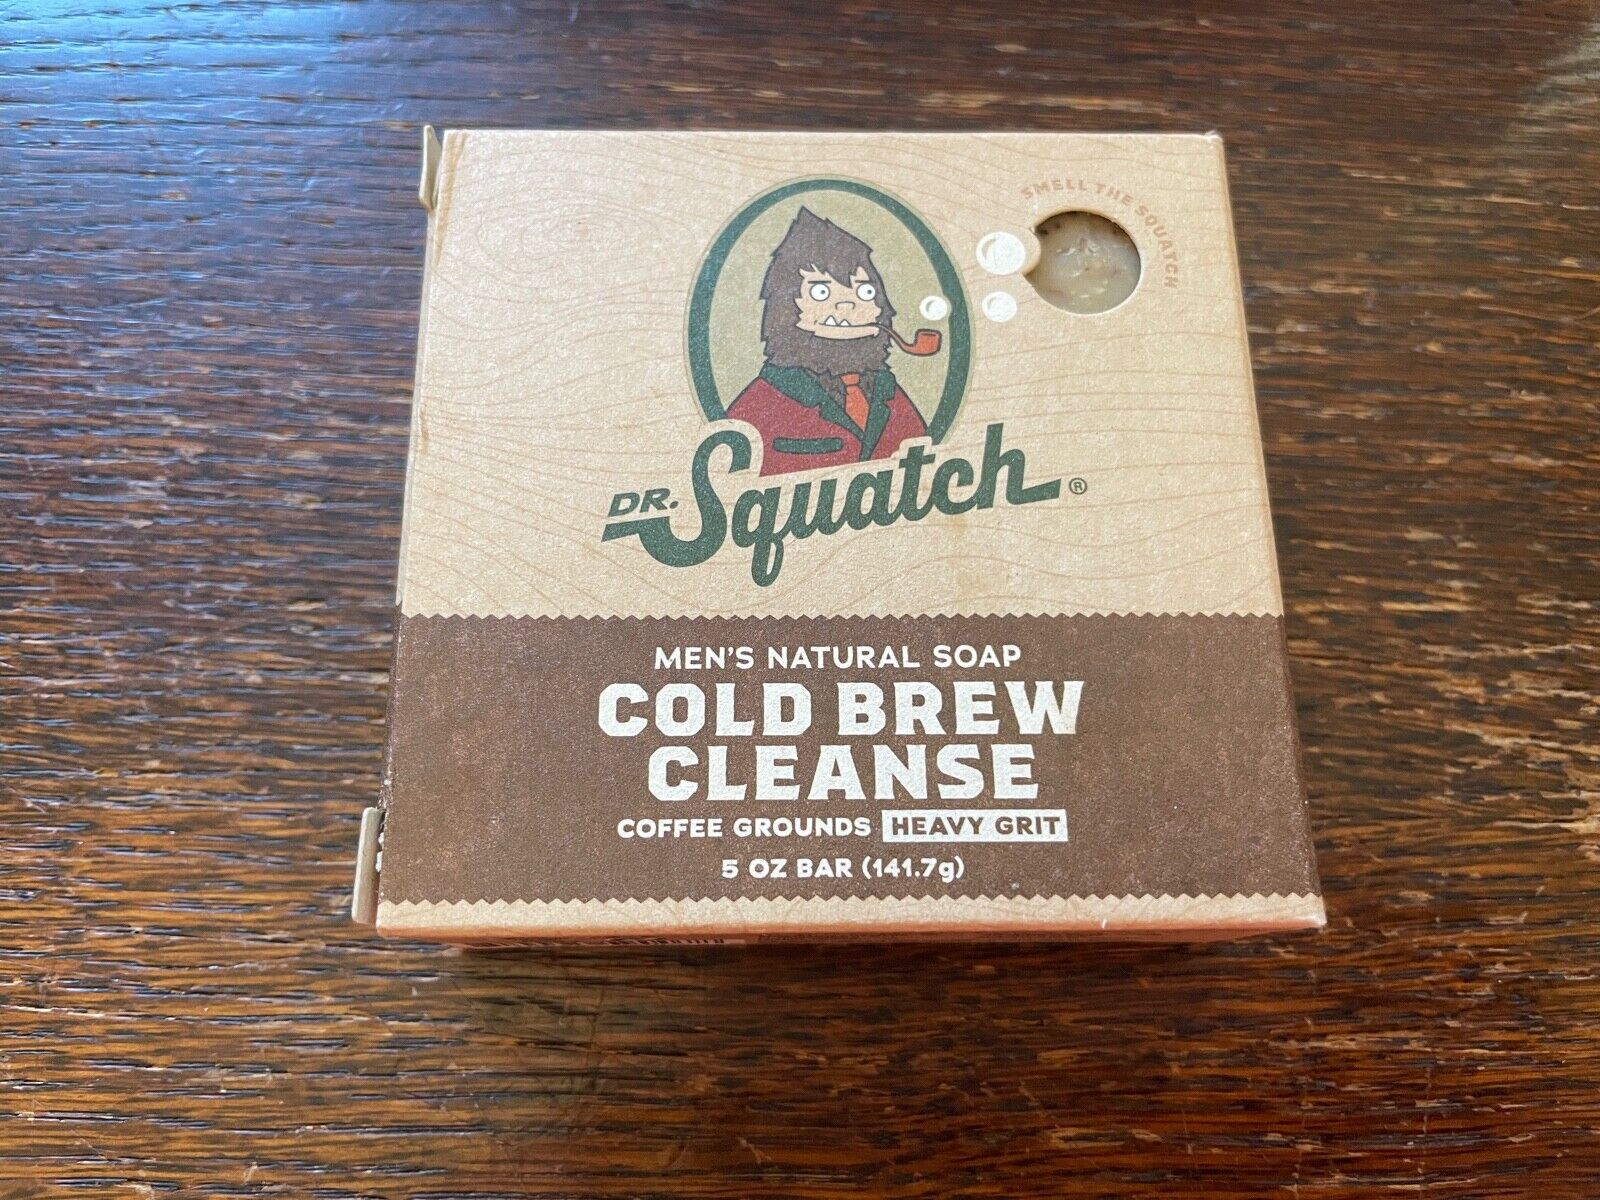 SMELL THE SQUATCH
DR. Squatch®
MEN'S NATURAL SOAP
COLD BREW
CLEANSE
COFFEE GROUNDS HEAVY GRIT
5 OZ BAR (141.7g)